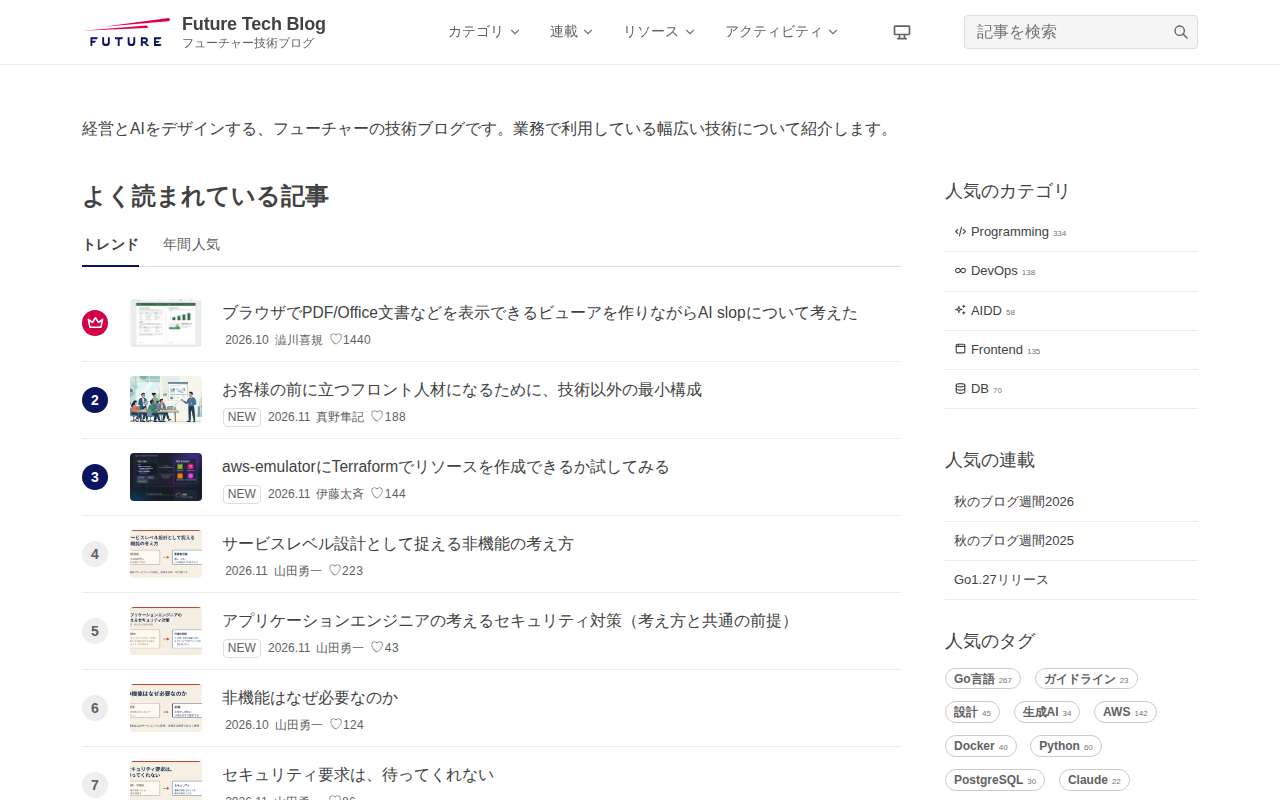 FUTURE
Future Tech Blog
フューチャー技術ブログ
カテゴリ
連載
リソース
アクティビティ
記事を検索
経営とAIをデザインする、フューチャーの技術ブログです。業務で利用している幅広い技術について紹介します。
よく読まれている記事
トレンド
年間人気
ブラウザでPDF/Office文書などを表示できるビューアを作りながらAI slopについて考えた
2026.10 澁川喜規 ♡1440
2
お客様の前に立つフロント人材になるために、技術以外の最小構成
NEW 2026.11 真野隼記 ♡188
3
aws-emulatorにTerraformでリソースを作成できるか試してみる
NEW 2026.11 伊藤太斉 ♡144
4
サービスレベル設計として捉える非機能の考え方
2026.11 山田勇一 ♡223
5
アプリケーションエンジニアの考えるセキュリティ対策（考え方と共通の前提）
NEW 2026.11 山田勇一 ♡43
6
非機能はなぜ必要なのか
2026.10 山田勇一 ♡124
7
セキュリティ要求は、待ってくれない
人気のカテゴリ
Programming 334
DevOps 138
AIDD 58
Frontend 135
DB 70
人気の連載
秋のブログ週間2026
秋のブログ週間2025
Go1.27リリース
人気のタグ
Go言語 267
ガイドライン 23
設計 45
生成AI 34
AWS 142
Docker 40
Python 60
PostgreSQL 30
Claude 22